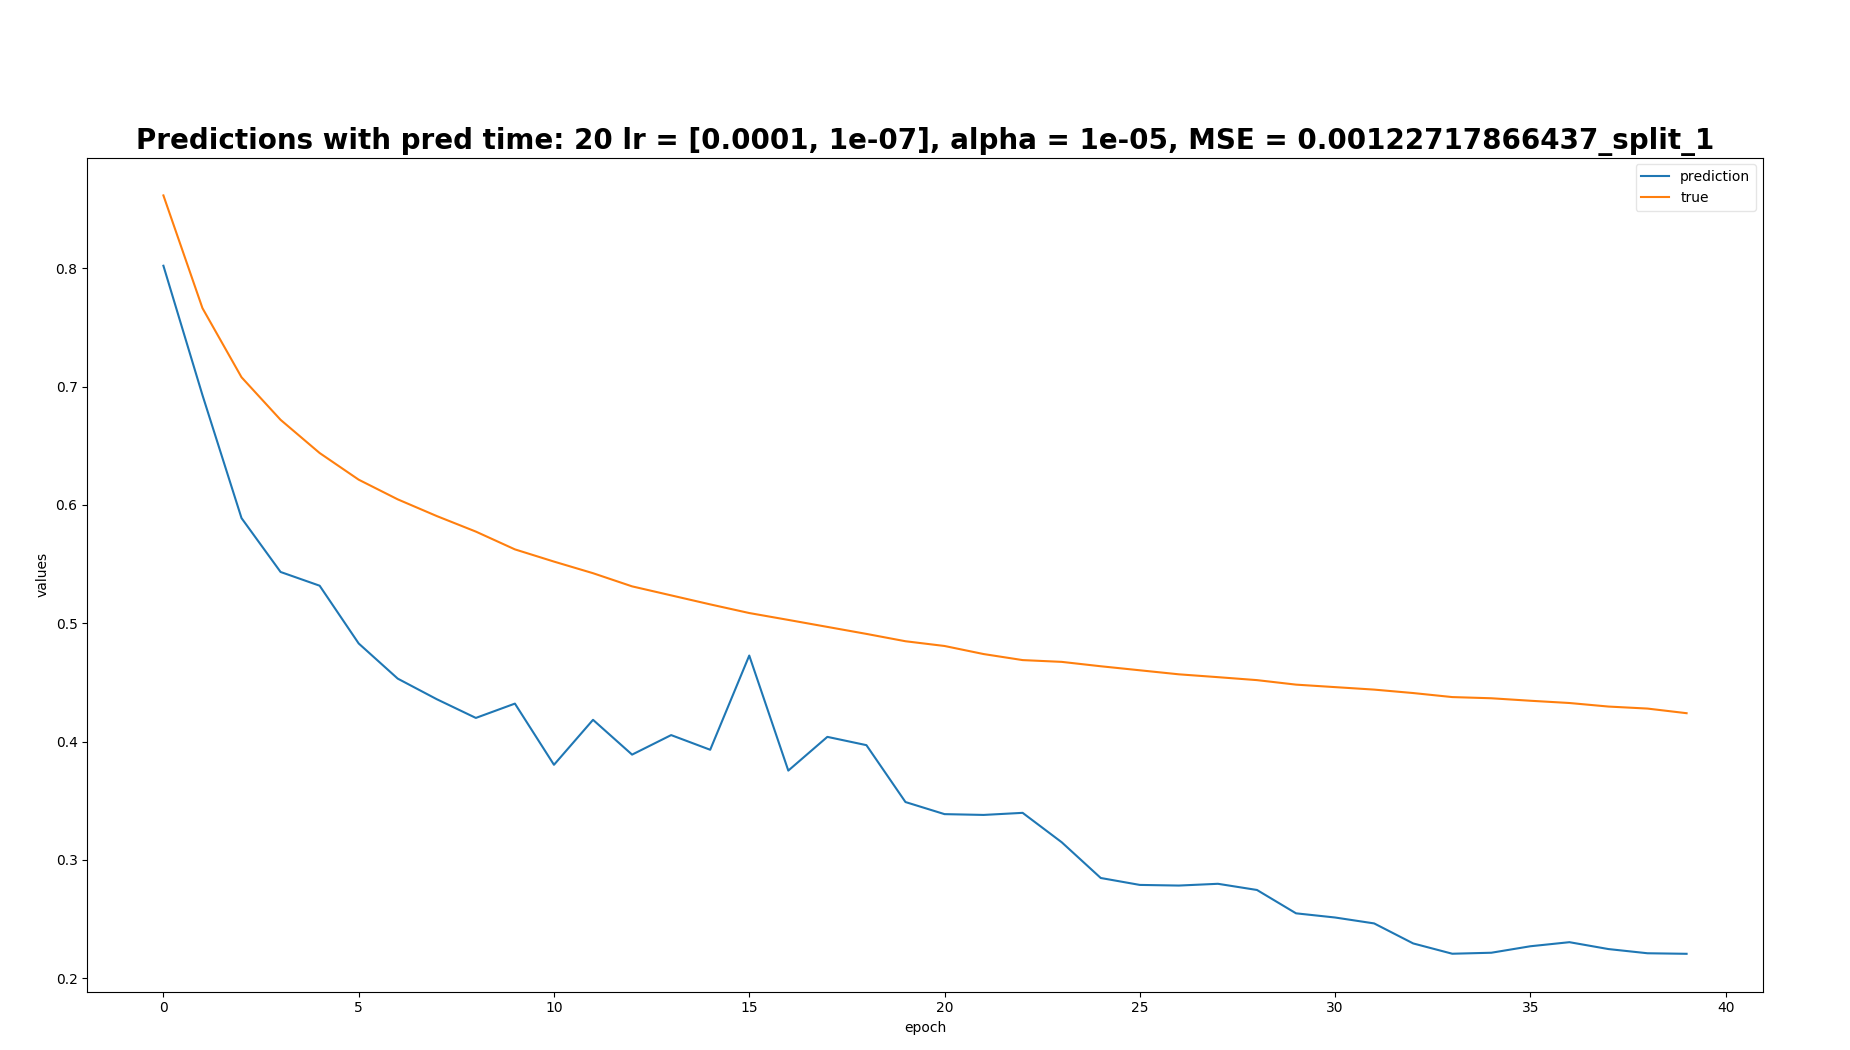 Predictions with pred time: 20 lr = [0.0001, 1e-07], alpha = 1e-05, MSE = 0.00122717866437_split_1
prediction
true
0.8
0.7
0.6
0.5
0.4
0.3
0.2
values
0 5 10 15 20 25 30 35 40
epoch